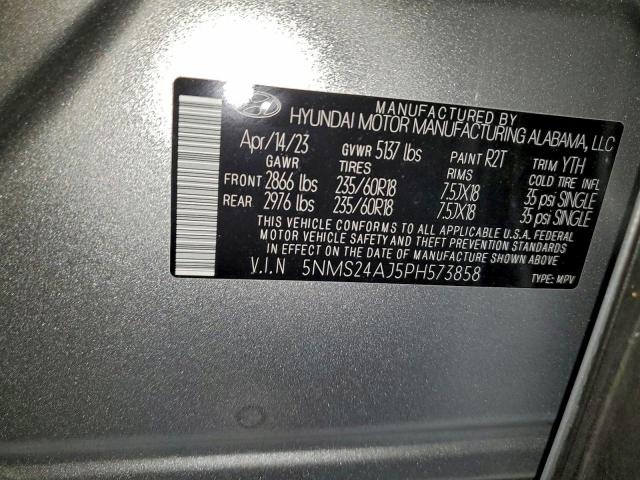 MANUFACTURED BY
HYUNDAI MOTOR MANUFACTURING ALABAMA, LLC
Apr/14/23 GVWR 5137 lbs PAINT R2T TRIM YTH
GAWR TIRES RIMS COLD TIRE INFL
FRONT 2866 lbs 235/60R18 7.5JX18 35 psi SINGLE
REAR 2976 lbs 235/60R18 7.5JX18 35 psi SINGLE
THIS VEHICLE CONFORMS TO ALL APPLICABLE U.S.A. FEDERAL
MOTOR VEHICLE SAFETY AND THEFT PREVENTION STANDARDS
IN EFFECT ON THE DATE OF MANUFACTURE SHOWN ABOVE.
V.I.N 5NMS24AJ5PH573858 TYPE: MPV